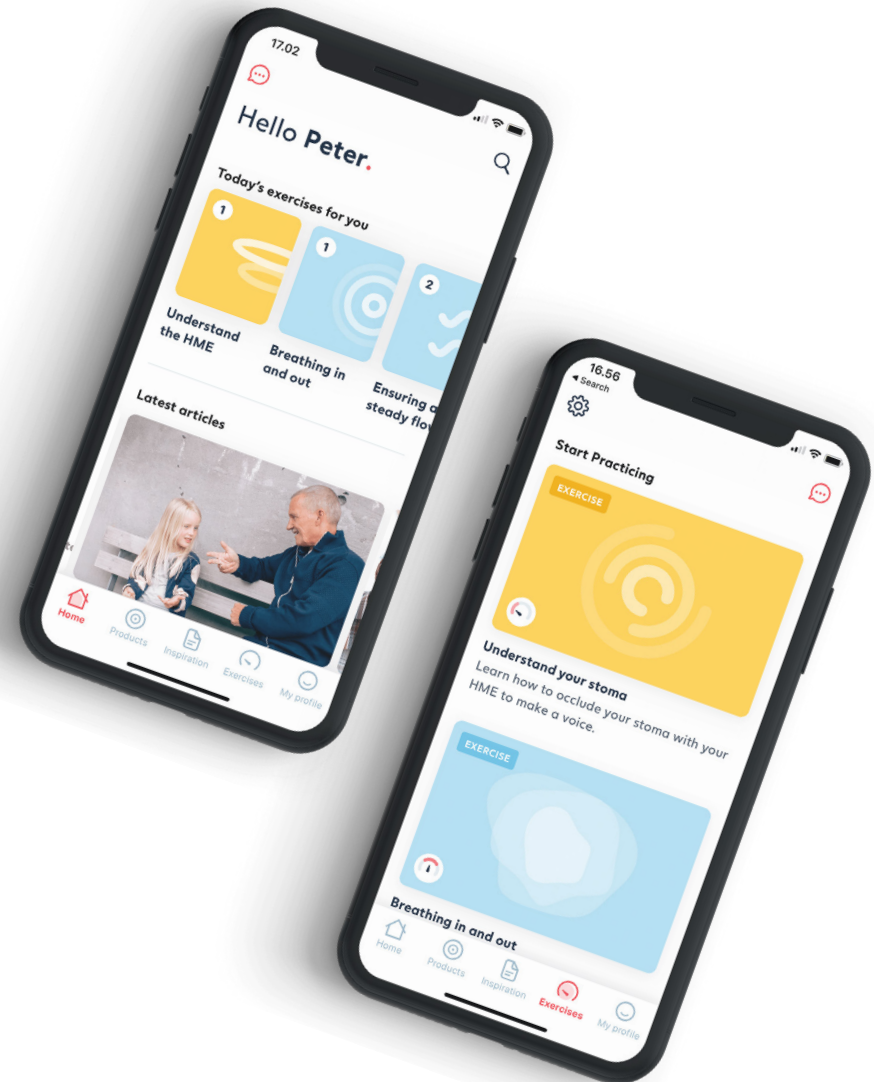 17.02
Hello Peter.
Today's exercises for you
1
1
2
Understand
the HME
Breathing in
and out
Ensuring a
steady
Latest articles
Home
Products
Inspiration
Exercises
My profile
16.56
Search
Start Practicing
EXERCISE
Understand your stoma
Learn how to occlude your stoma with your
HME to make a voice.
EXERCISE
Breathing in and out
Home
Products
Inspiration
Exercises
My profile